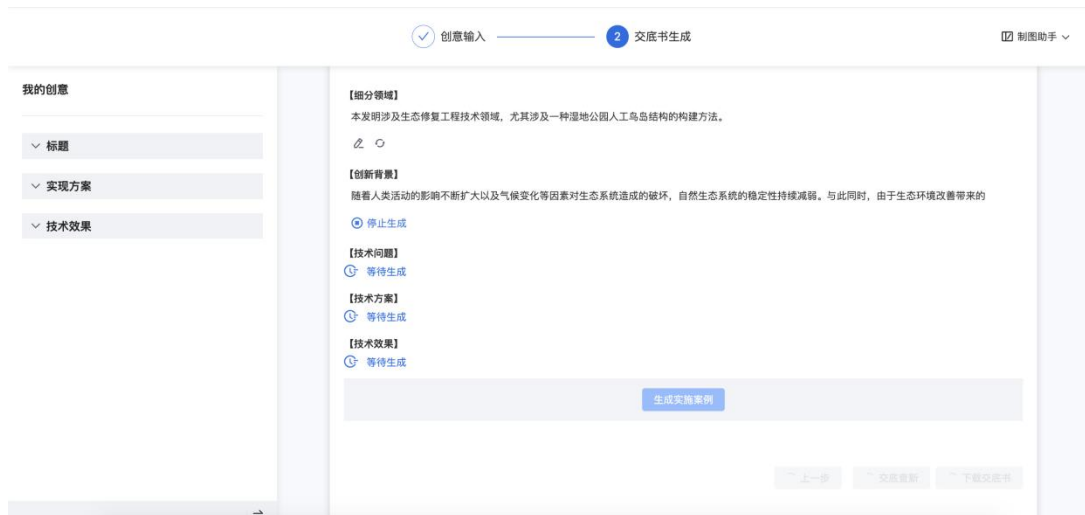 创意输入
2 交底书生成
制图助手
我的创意
标题
实现方案
技术效果
【细分领域】
本发明涉及生态修复工程技术领域，尤其涉及一种湿地公园人工鸟岛结构的构建方法。
【创新背景】
随着人类活动的影响不断扩大以及气候变化等因素对生态系统造成的破坏，自然生态系统的稳定性持续减弱。与此同时，由于生态环境改善带来的
停止生成
【技术问题】
等待生成
【技术方案】
等待生成
【技术效果】
等待生成
生成实施案例
上一步
交底查新
下载交底书